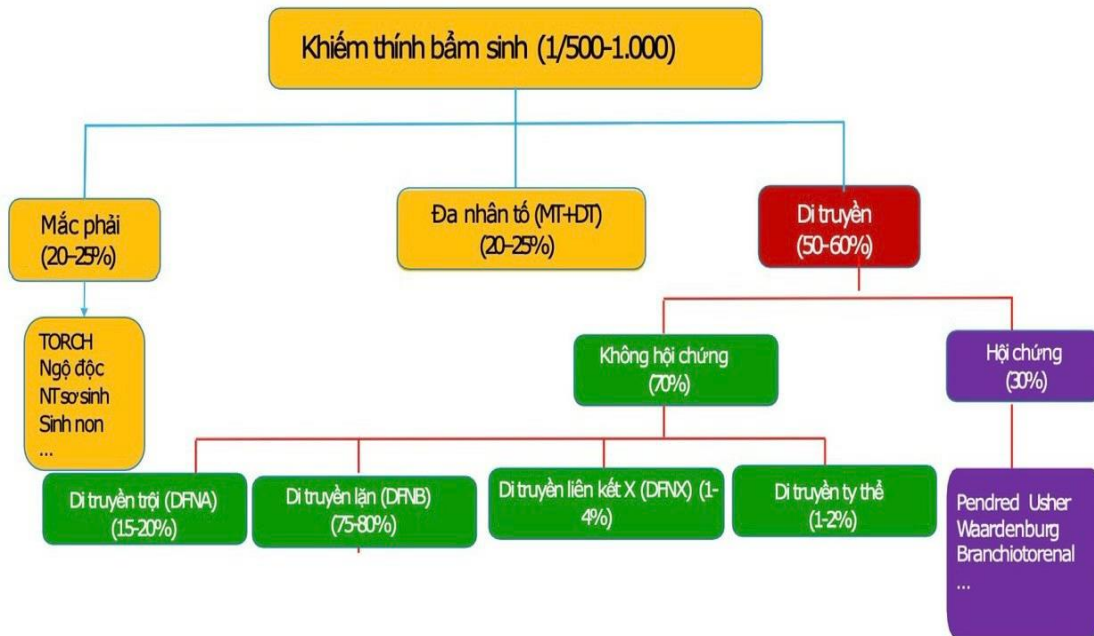 Khiếm thính bẩm sinh (1/500-1.000)
Mắc phải
(20-25%)
Đa nhân tố (MT+DT)
(20-25%)
Di truyền
(50-60%)
TORCH
Ngộ độc
NT sơ sinh
Sinh non
...
Không hội chứng
(70%)
Hội chứng
(30%)
Di truyền trội (DFNA)
(15-20%)
Di truyền lặn (DFNB)
(75-80%)
Di truyền liên kết X (DFNX) (1-
4%)
Di truyền ty thể
(1-2%)
Pendred Usher
Waardenburg
Branchiotorenal
...